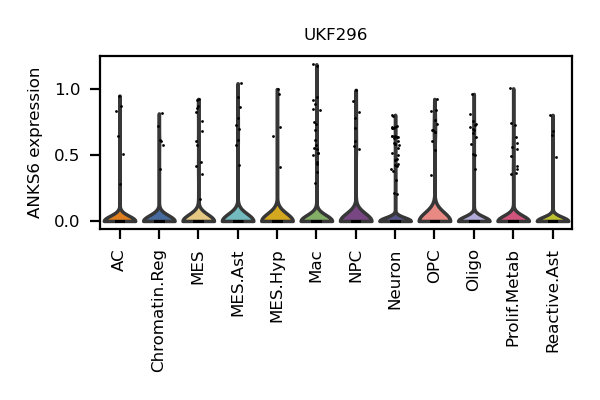 UKF296
ANKS6 expression
1.0
0.5
0.0
AC
Chromatin.Reg
MES
MES.Ast
MES.Hyp
Mac
NPC
Neuron
OPC
Oligo
Prolif.Metab
Reactive.Ast